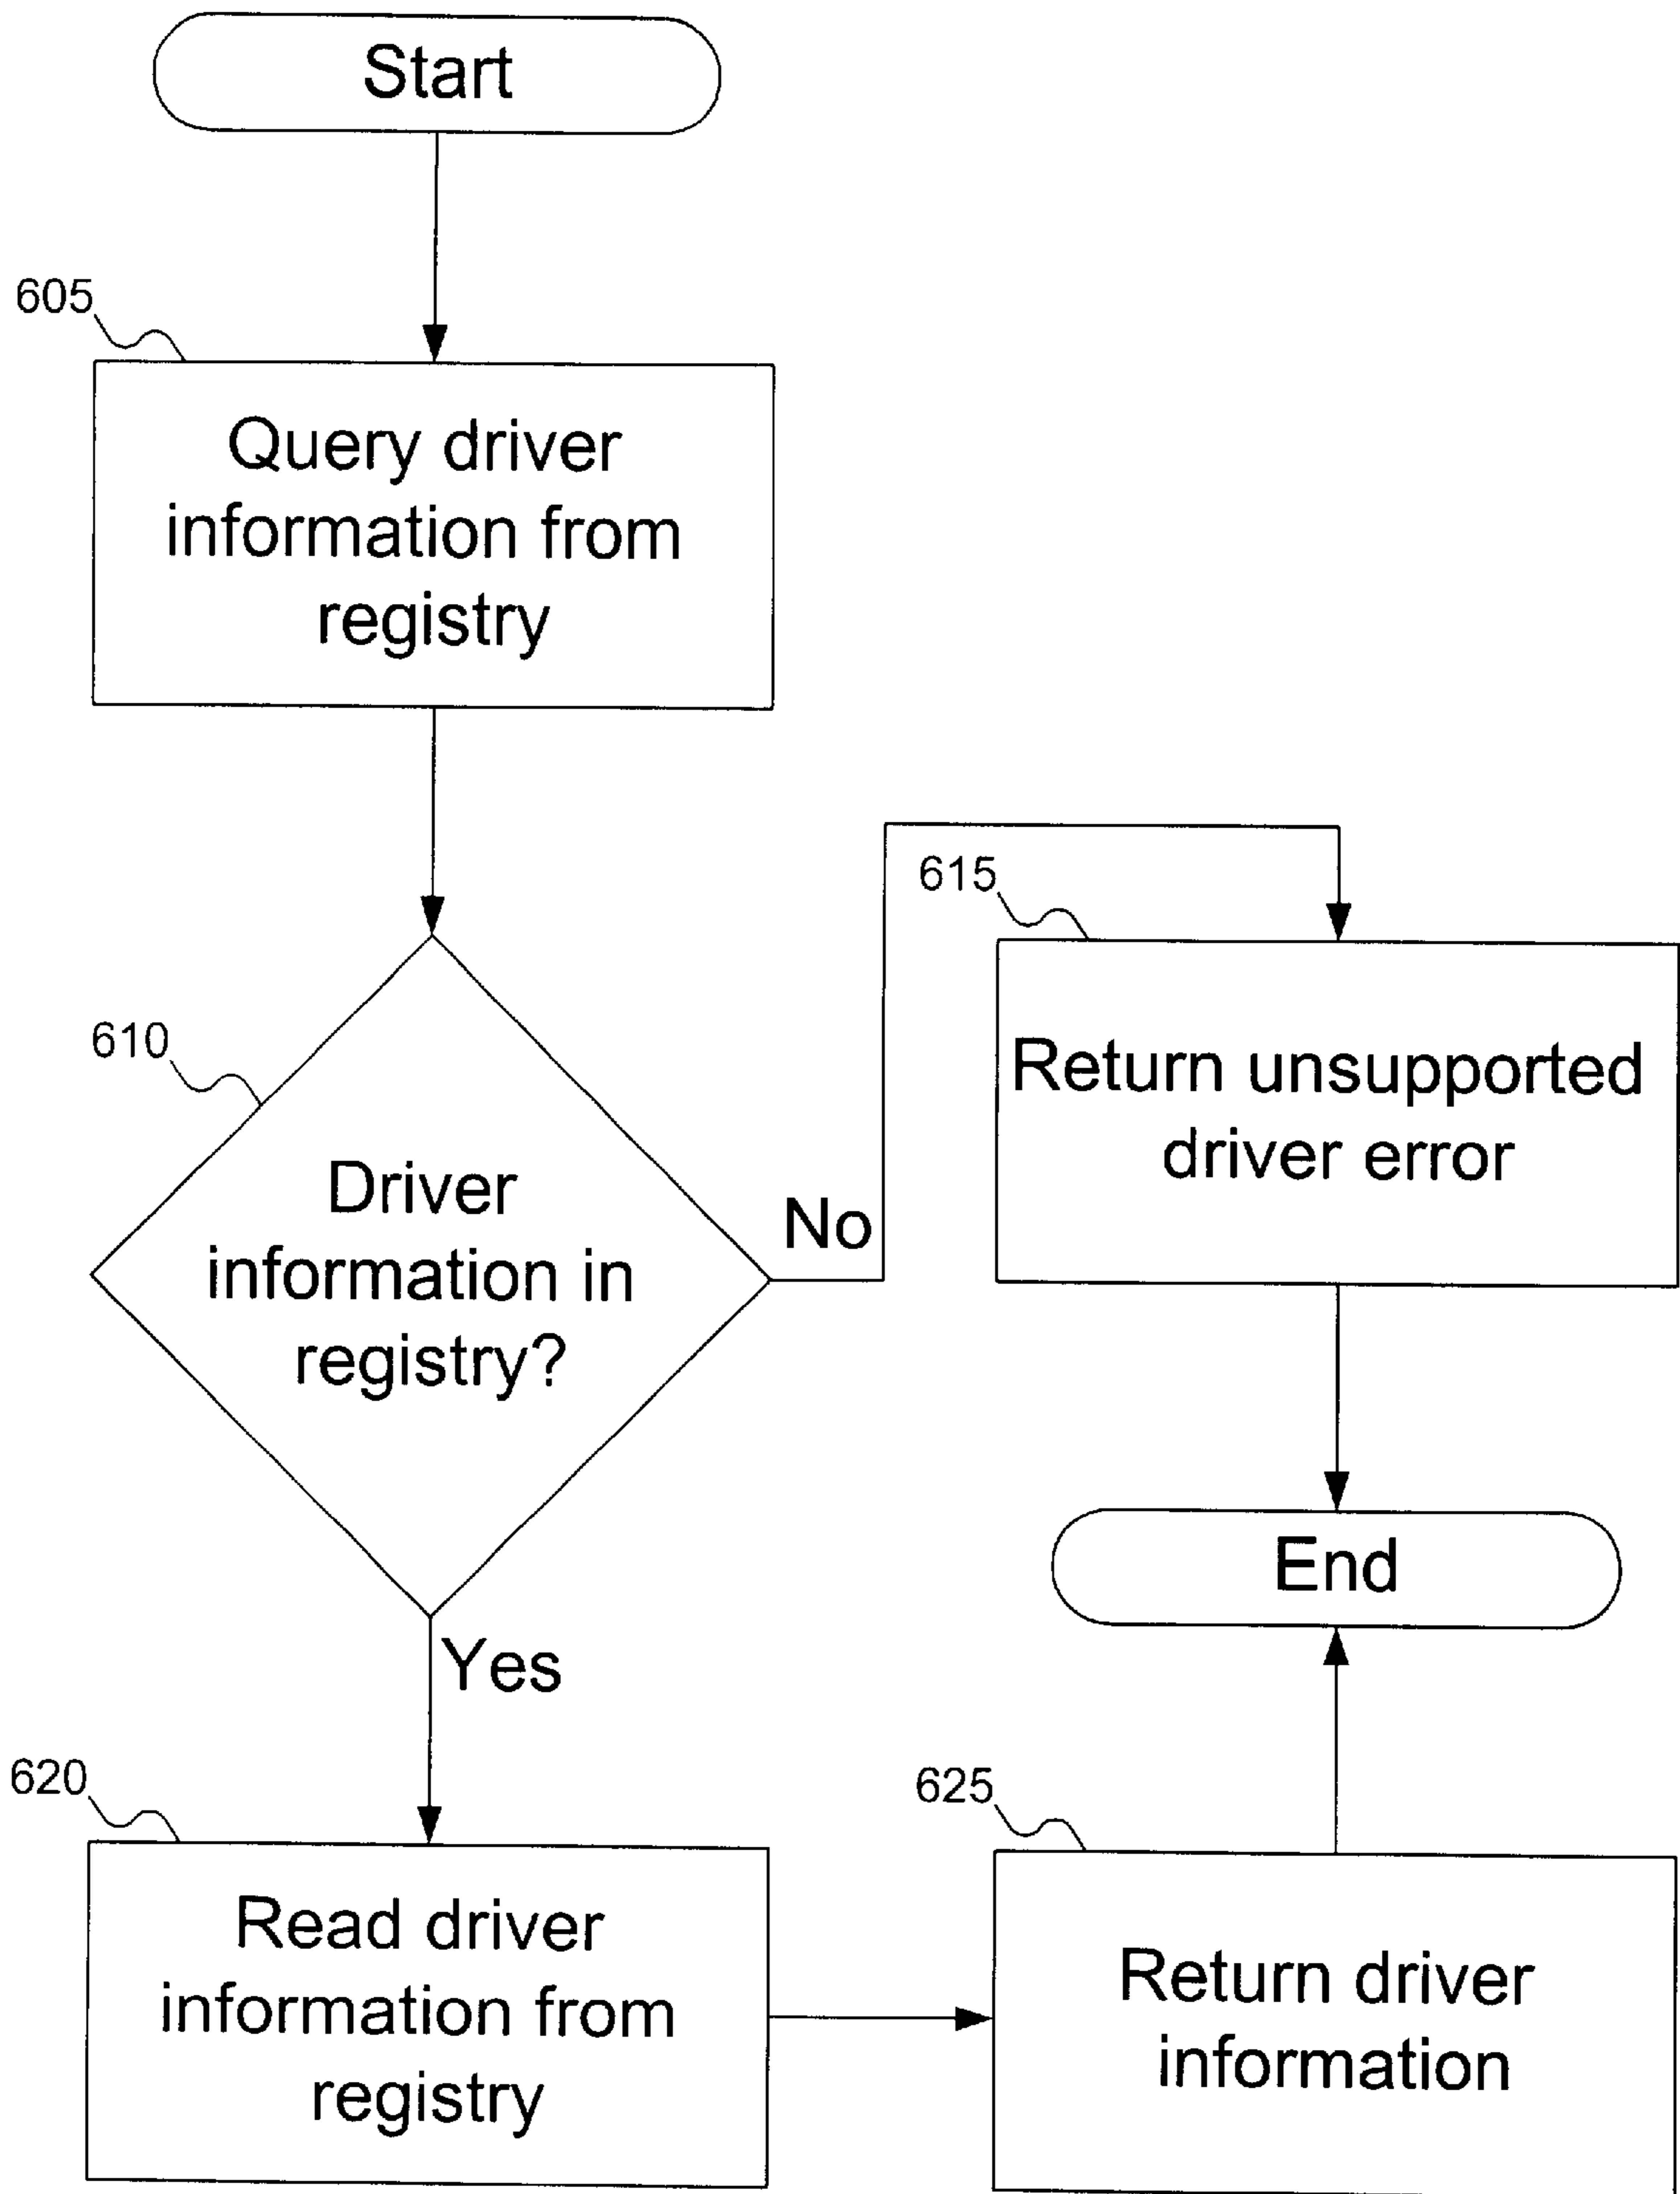 Start
605
Query driver
information from
registry
610
Driver
information in
registry?
No
615
Return unsupported
driver error
End
Yes
620
Read driver
information from
registry
625
Return driver
information